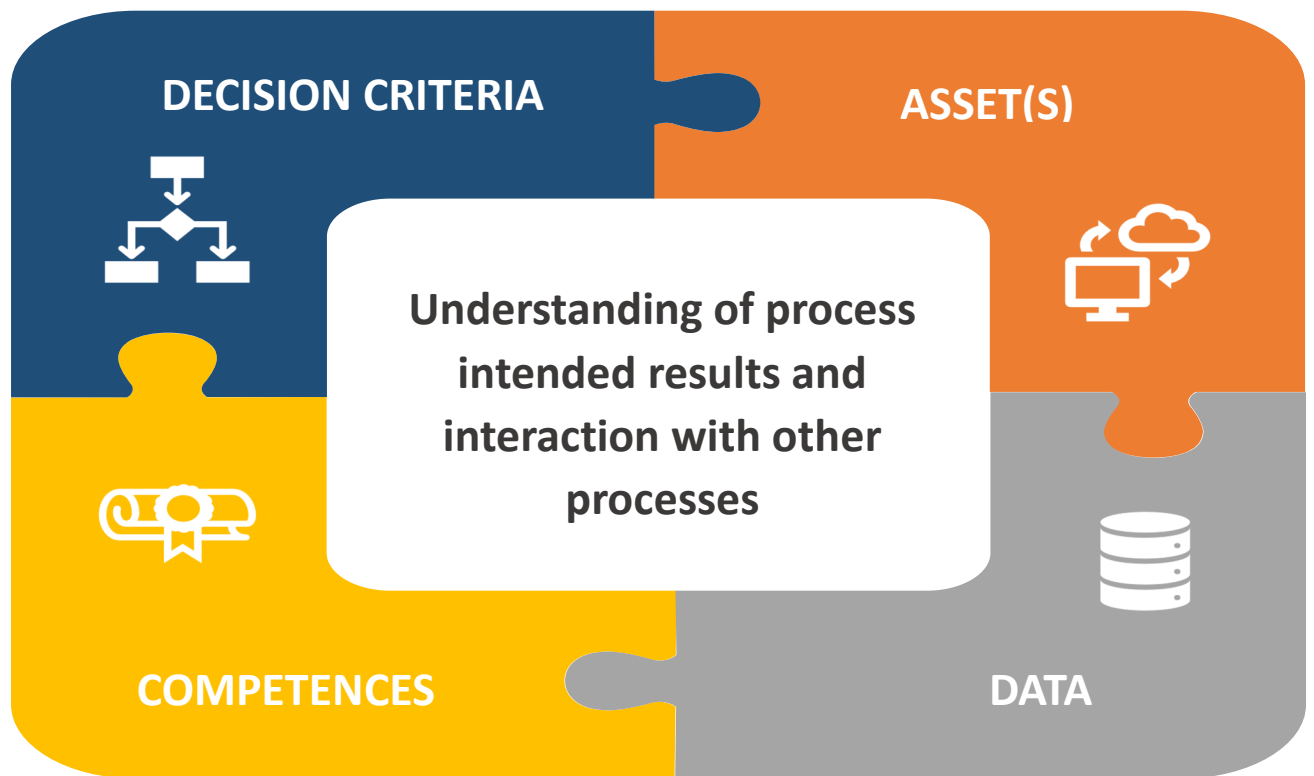 DECISION CRITERIA
ASSET(S)
Understanding of process
intended results and
interaction with other
processes
COMPETENCES
DATA